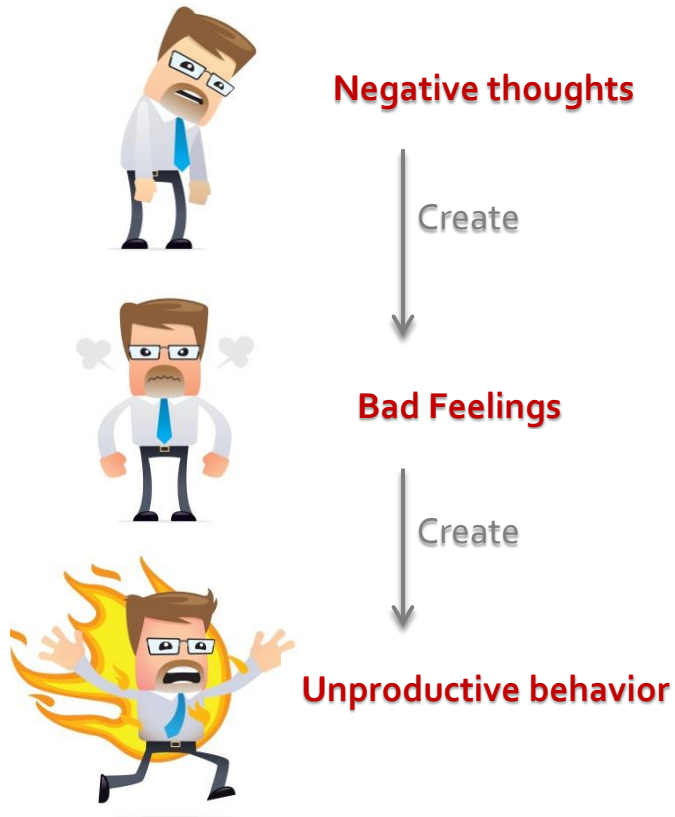 Negative thoughts
Create
Bad Feelings
Create
Unproductive behavior